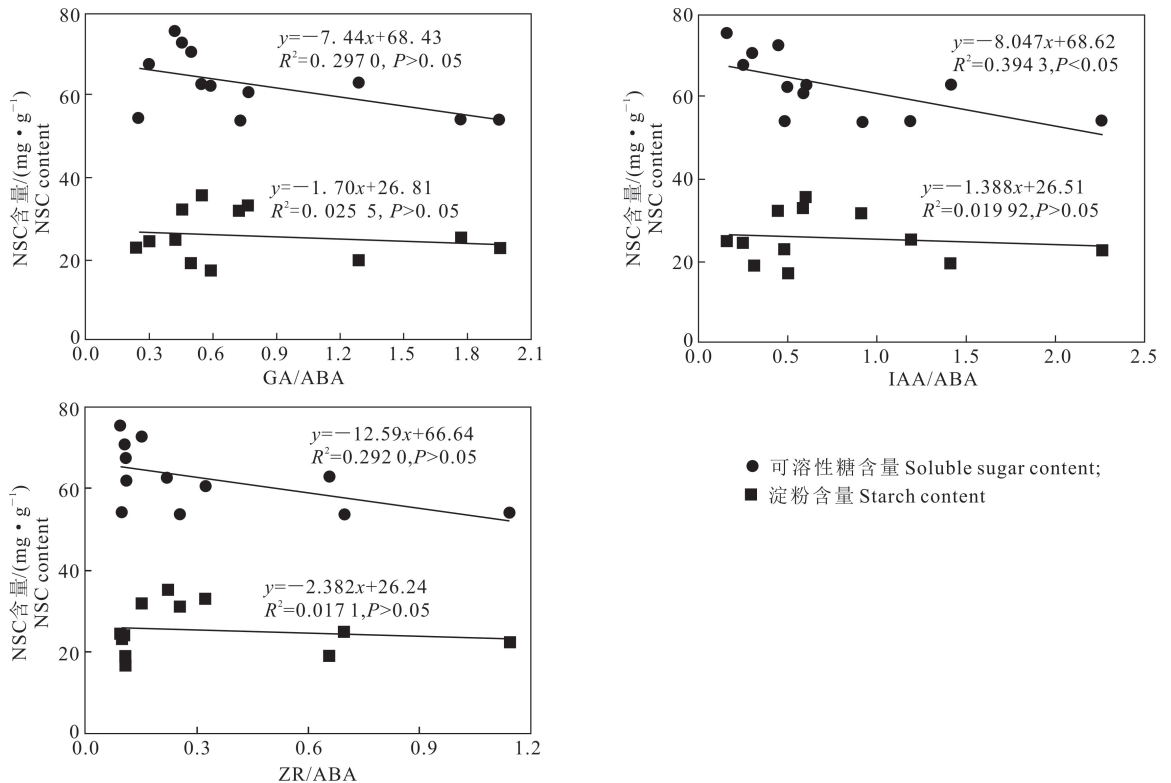 80
60
40
20
0
NSC含量/(mg·g⁻¹)
NSC content
y=−7.44x+68.43
R²=0.297 0, P>0.05
y=−1.70x+26.81
R²=0.025 5, P>0.05
0.0 0.3 0.6 0.9 1.2 1.5 1.8 2.1
GA/ABA
80
60
40
20
0
NSC含量/(mg·g⁻¹)
NSC content
y=−8.047x+68.62
R²=0.394 3,P<0.05
y=−1.388x+26.51
R²=0.019 92,P>0.05
0.0 0.5 1.0 1.5 2.0 2.5
IAA/ABA
80
60
40
20
0
NSC含量/(mg·g⁻¹)
NSC content
y=−12.59x+66.64
R²=0.292 0,P>0.05
y=−2.382x+26.24
R²=0.017 1,P>0.05
0.0 0.3 0.6 0.9 1.2
ZR/ABA
可溶性糖含量 Soluble sugar content;
淀粉含量 Starch content